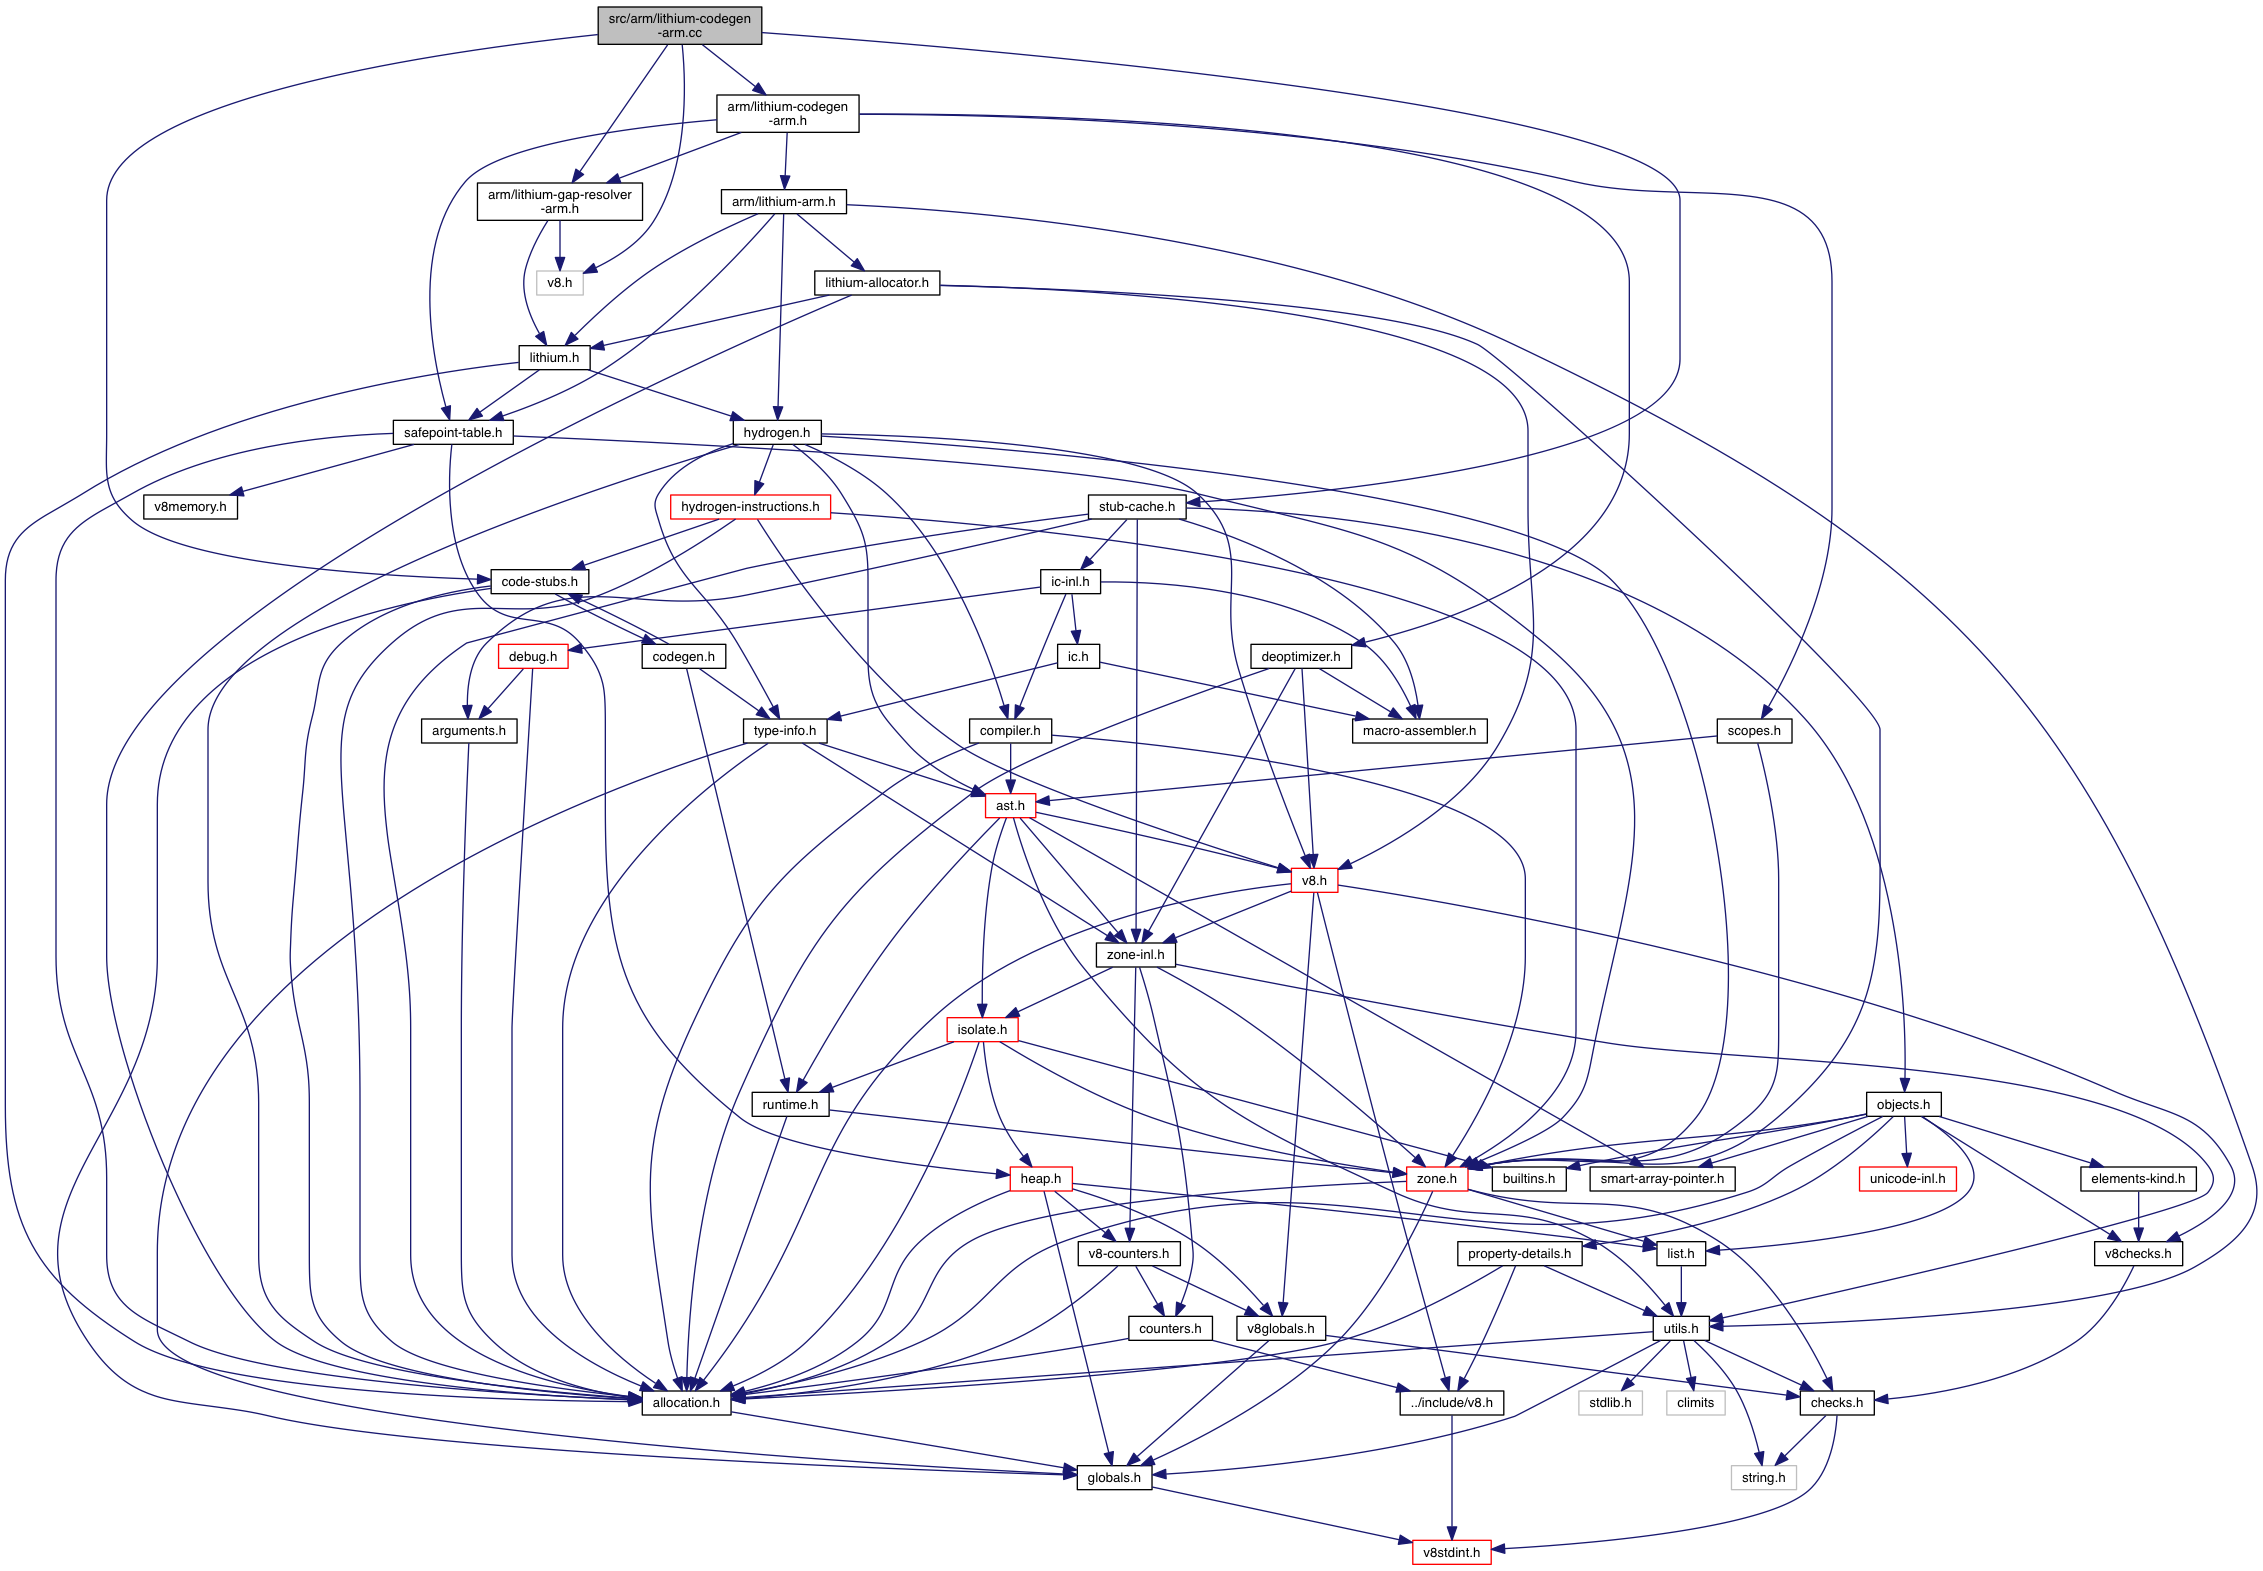 src/arm/lithium-codegen
-arm.cc
arm/lithium-codegen
-arm.h
arm/lithium-gap-resolver
-arm.h
arm/lithium-arm.h
v8.h
lithium-allocator.h
lithium.h
safepoint-table.h
hydrogen.h
v8memory.h
hydrogen-instructions.h
stub-cache.h
code-stubs.h
ic-inl.h
debug.h
codegen.h
ic.h
deoptimizer.h
arguments.h
type-info.h
compiler.h
macro-assembler.h
scopes.h
ast.h
v8.h
zone-inl.h
isolate.h
runtime.h
objects.h
heap.h
zone.h
builtins.h
smart-array-pointer.h
unicode-inl.h
elements-kind.h
v8-counters.h
property-details.h
list.h
v8checks.h
counters.h
v8globals.h
utils.h
allocation.h
../include/v8.h
stdlib.h
climits
checks.h
globals.h
string.h
v8stdint.h